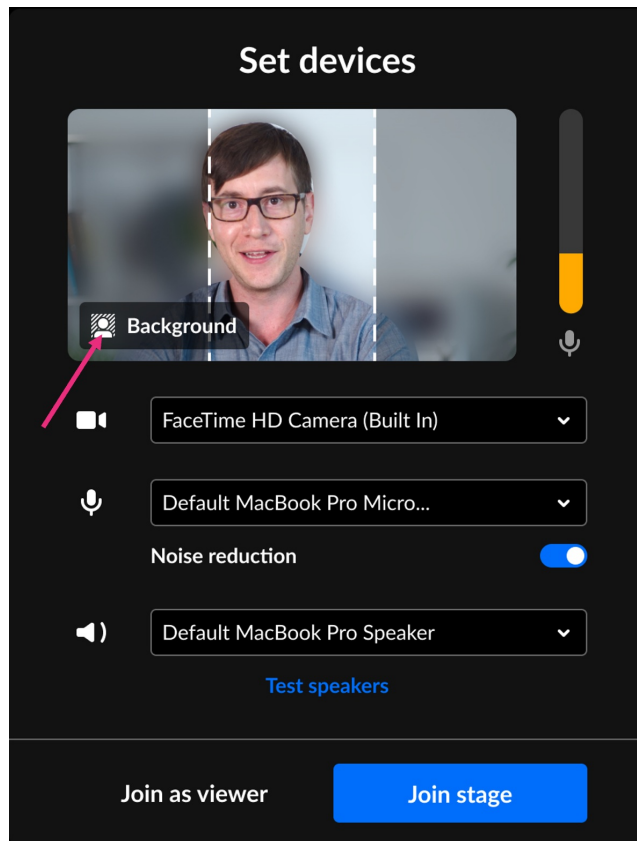 Set devices
Background
FaceTime HD Camera (Built In)
Default MacBook Pro Micro...
Noise reduction
Default MacBook Pro Speaker
Test speakers
Join as viewer
Join stage